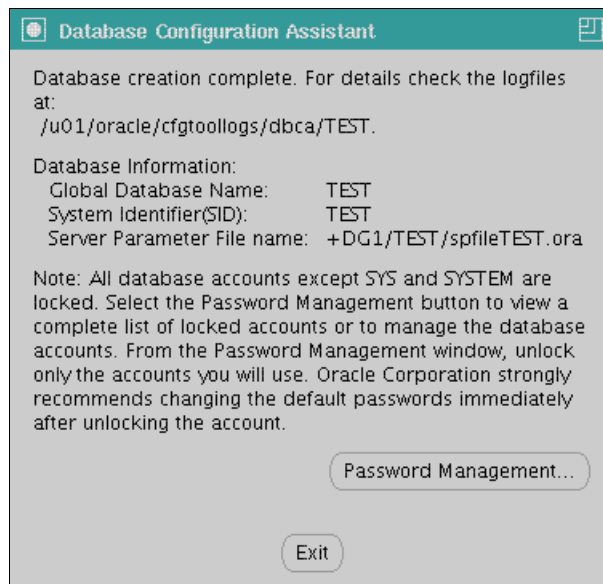 Database Configuration Assistant
Database creation complete. For details check the logfiles
at:
/u01/oracle/cfgtoollogs/dbca/TEST.
Database Information:
Global Database Name: TEST
System Identifier(SID): TEST
Server Parameter File name: +DG1/TEST/spfileTEST.ora
Note: All database accounts except SYS and SYSTEM are
locked. Select the Password Management button to view a
complete list of locked accounts or to manage the database
accounts. From the Password Management window, unlock
only the accounts you will use. Oracle Corporation strongly
recommends changing the default passwords immediately
after unlocking the account.
Password Management...
Exit